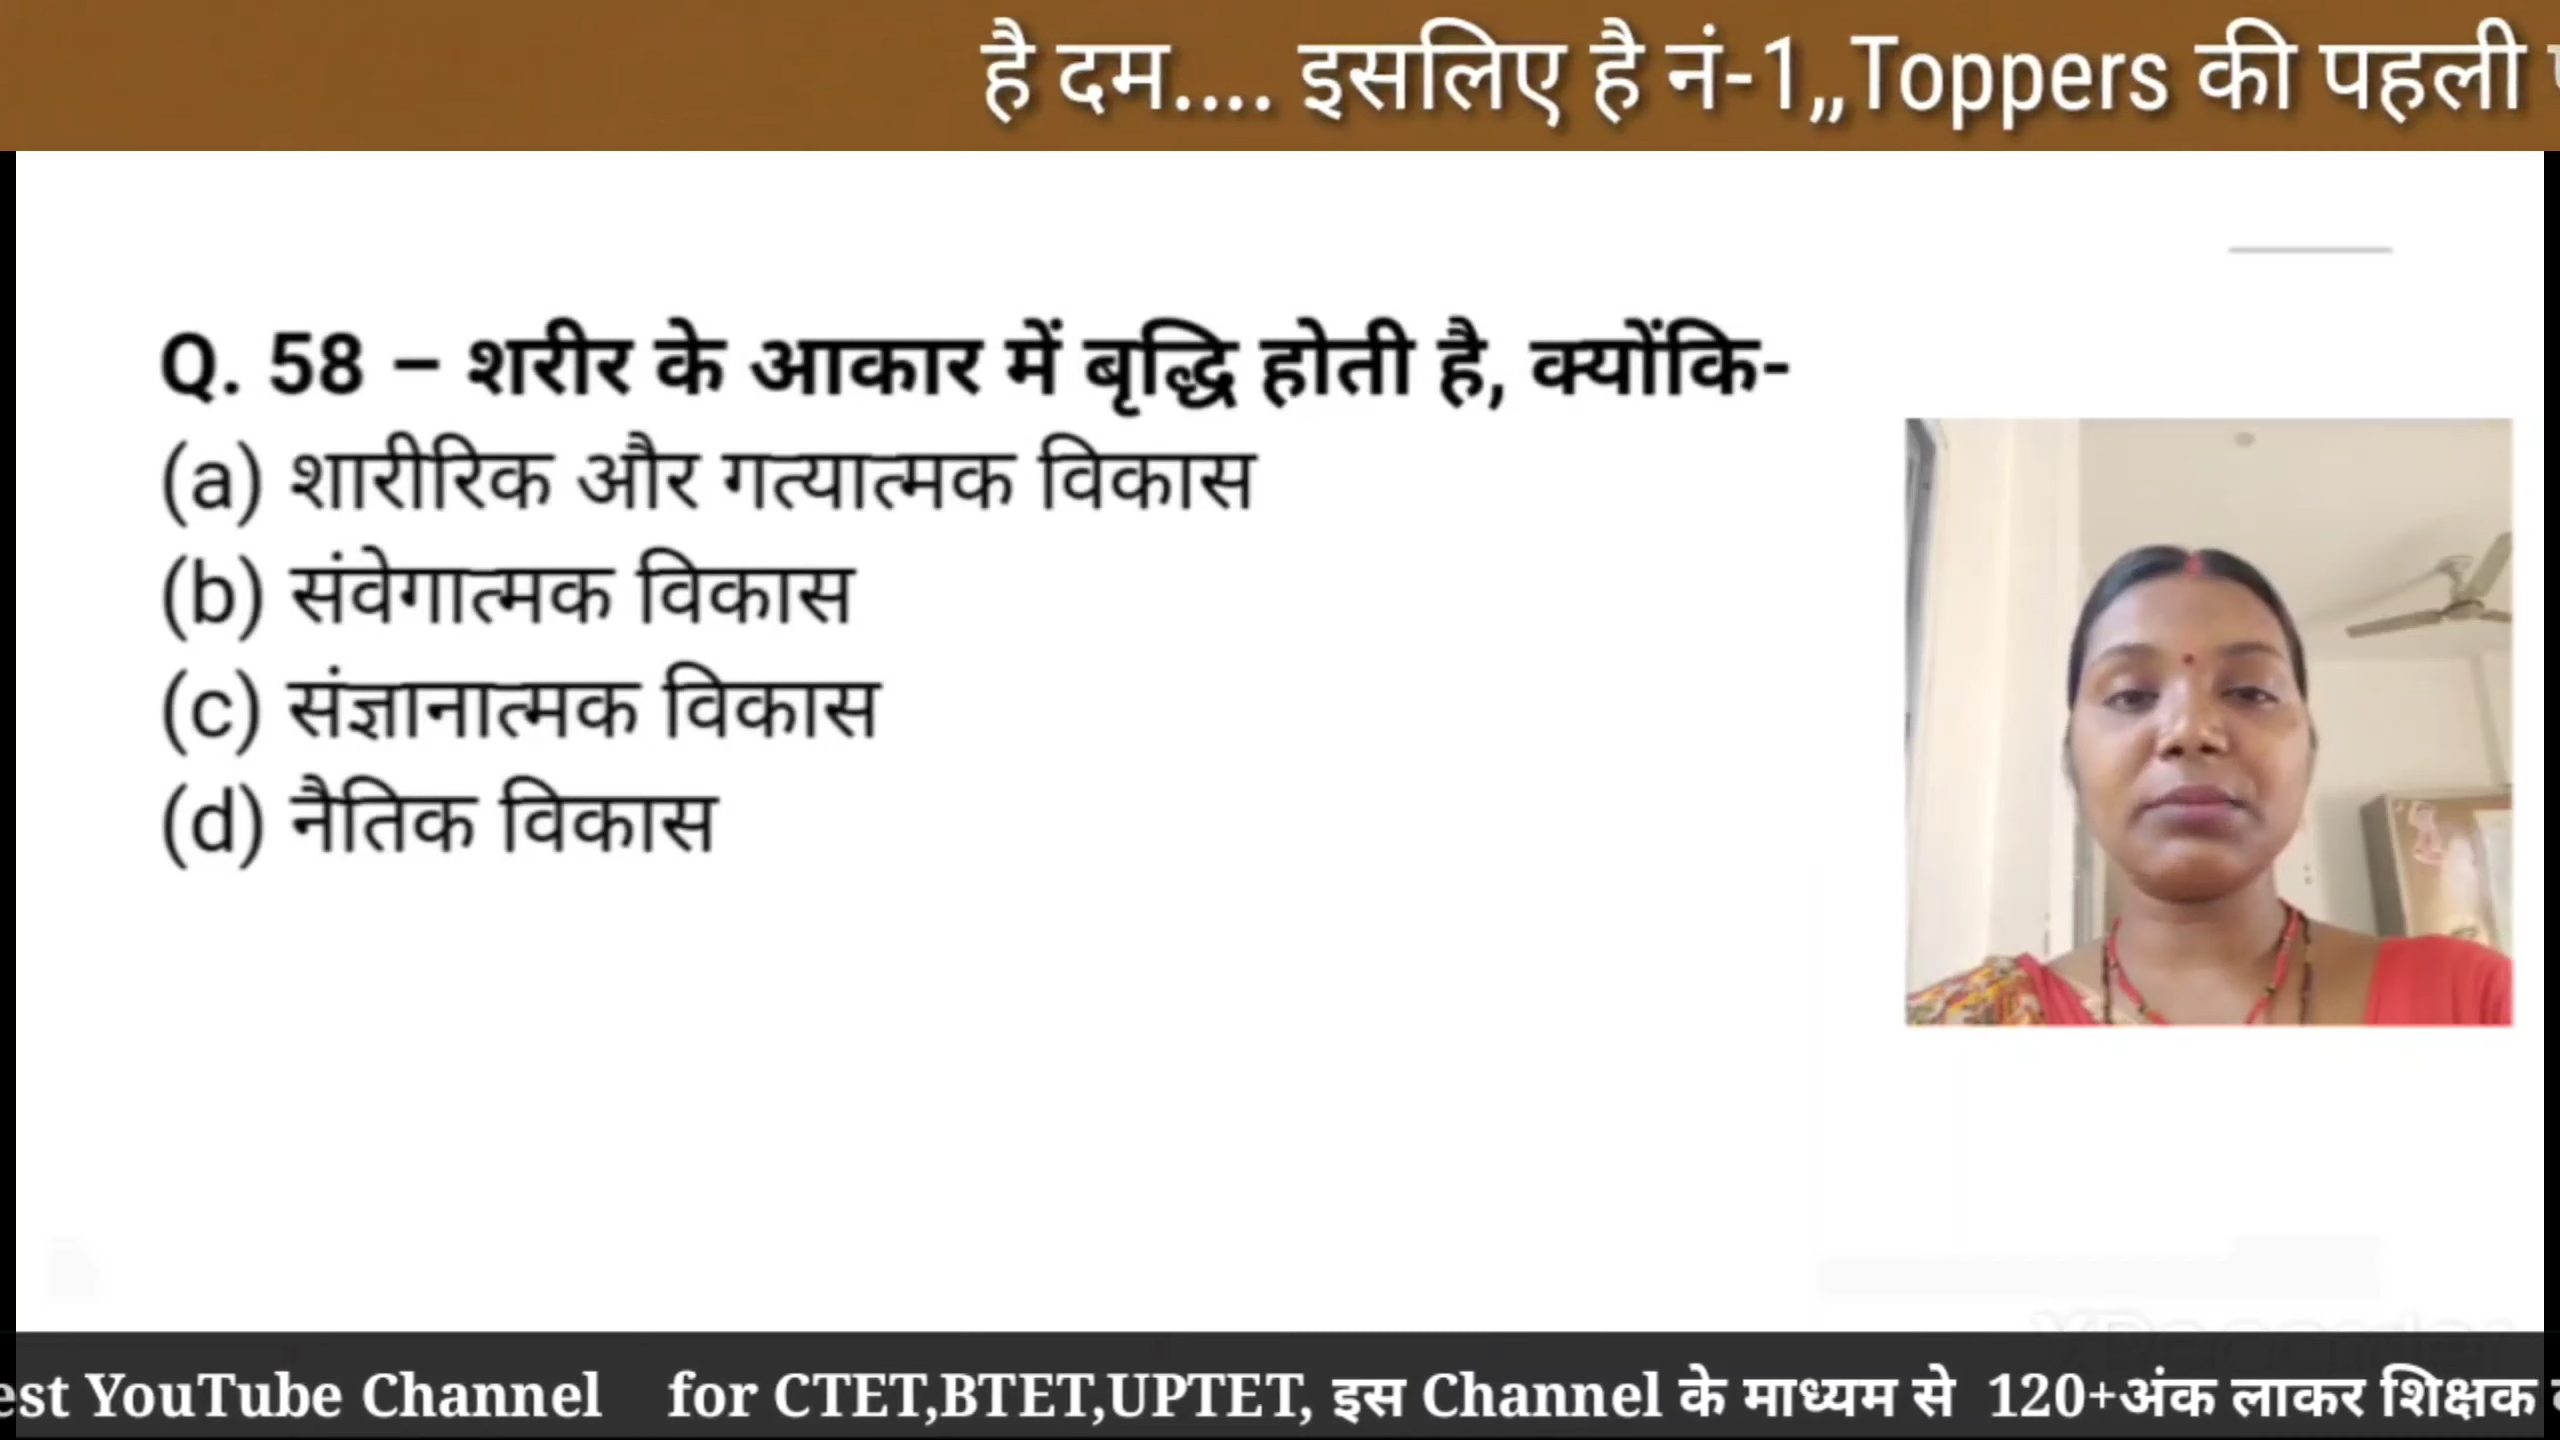 है दम.... इसलिए है नं-1,,Toppers की पहली
Q. 58 – शरीर के आकार में बृद्धि होती है, क्योंकि-
(a) शारीरिक और गत्यात्मक विकास
(b) संवेगात्मक विकास
(c) संज्ञानात्मक विकास
(d) नैतिक विकास
est YouTube Channel for CTET,BTET,UPTET, इस Channel के माध्यम से 120+अंक लाकर शिक्षक